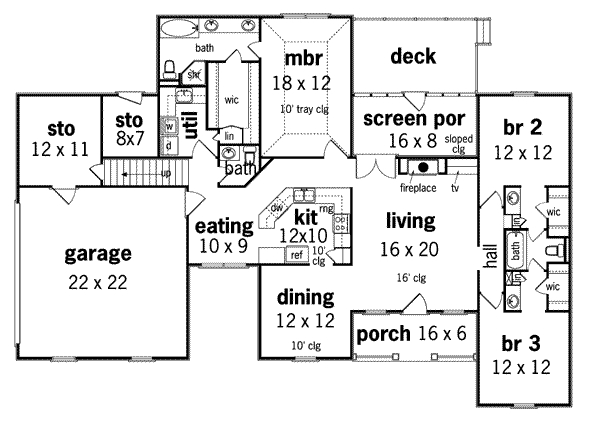 bath
mbr
18 x 12
10' tray clg
deck
shr
wic
sto
12 x 11
sto
8x7
util
w
d
lin
bath
up
screen por
16 x 8
sloped
clg
br 2
12 x 12
fireplace
tv
garage
22 x 22
eating
10 x 9
dw
rng
kit
12x10
10'
clg
ref
living
16 x 20
16' clg
hall
wic
lin
bath
lin
wic
dining
12 x 12
10' clg
porch 16 x 6
br 3
12 x 12